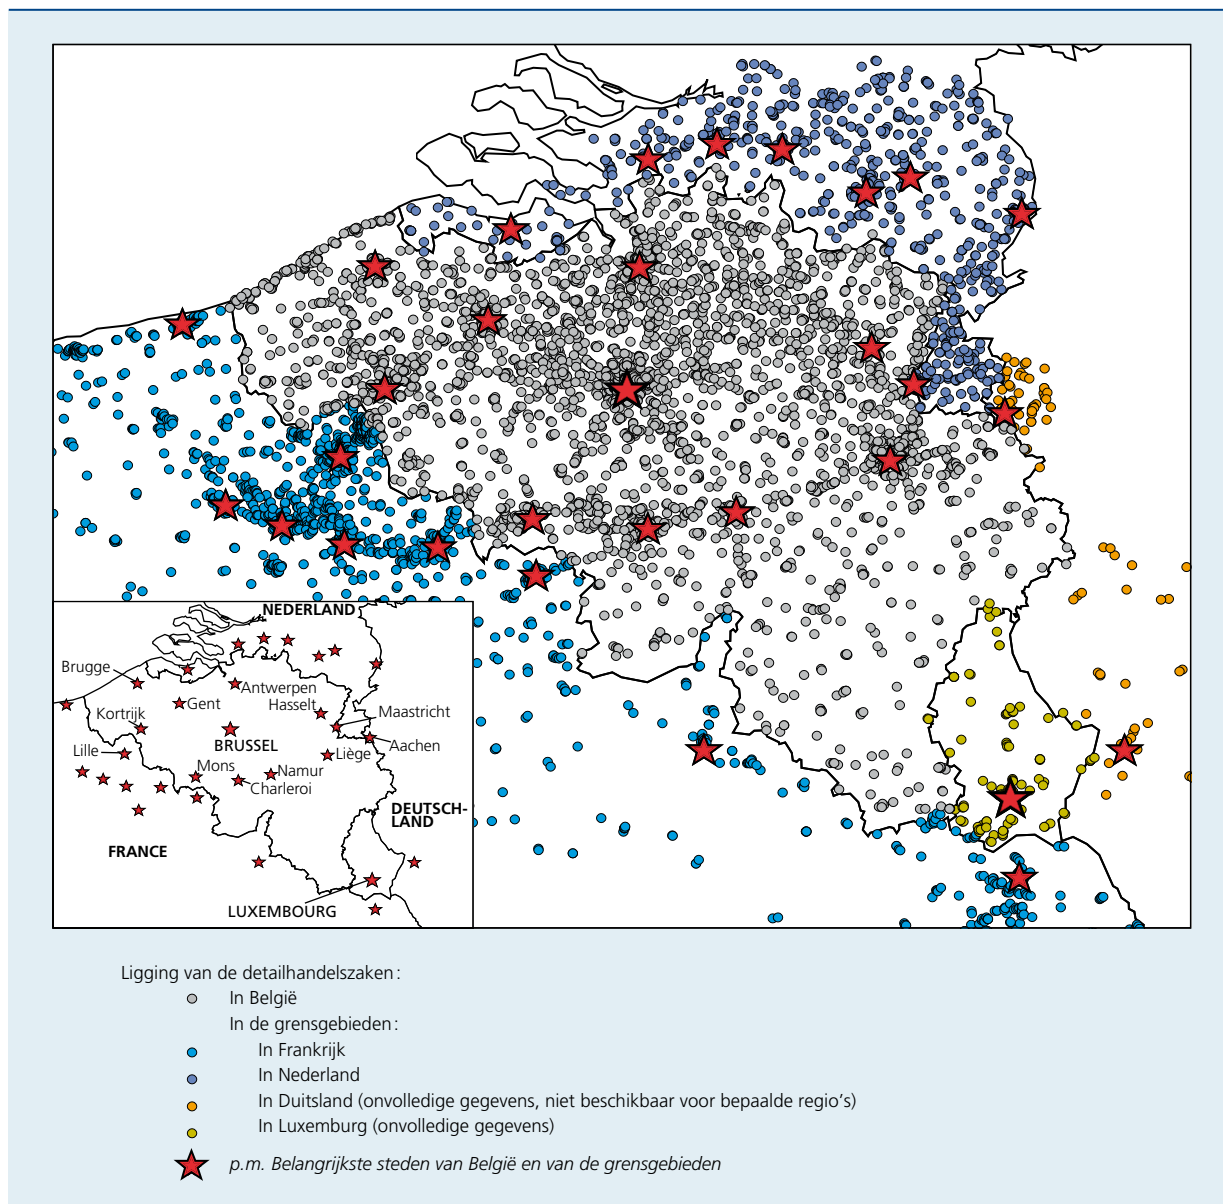 NEDERLAND
Brugge
Antwerpen
Gent
Hasselt
Kortrijk
Maastricht
BRUSSEL
Aachen
Lille
Liège
Mons
Namur
Charleroi
DEUTSCH-
LAND
FRANCE
LUXEMBOURG
Ligging van de detailhandelszaken :
In België
In de grensgebieden :
In Frankrijk
In Nederland
In Duitsland (onvolledige gegevens, niet beschikbaar voor bepaalde regio's)
In Luxemburg (onvolledige gegevens)
p.m. Belangrijkste steden van België en van de grensgebieden